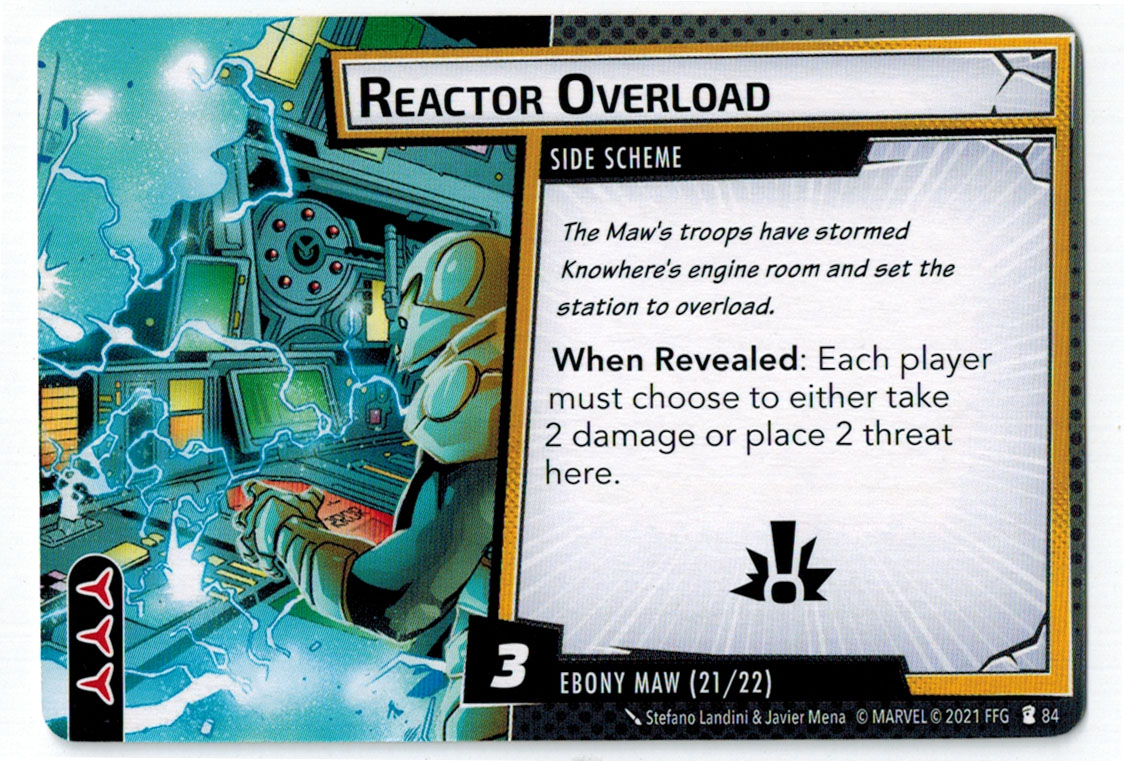 REACTOR OVERLOAD
SIDE SCHEME
The Maw's troops have stormed
Knowhere's engine room and set the
station to overload.
When Revealed: Each player
must choose to either take
2 damage or place 2 threat
here.
3
EBONY MAW (21/22)
Stefano Landini & Javier Mena © MARVEL © 2021 FFG 84